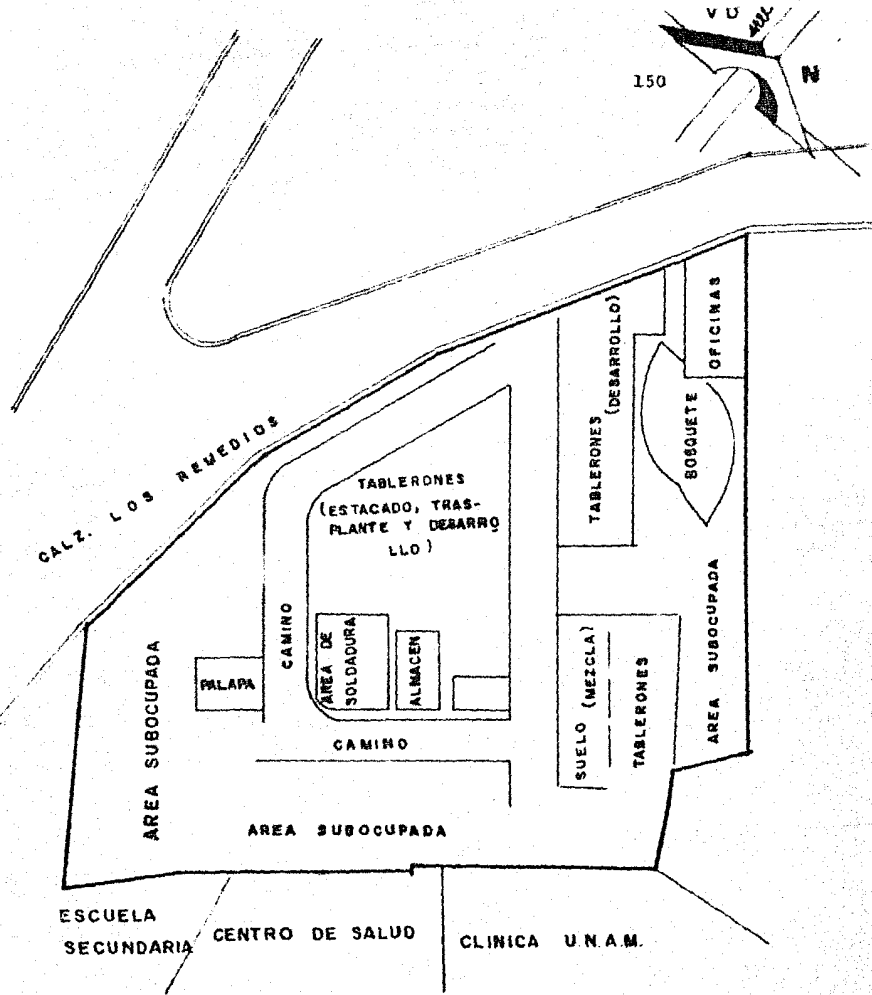 150
N
CALZ. LOS REMEDIOS
TABLERONES
(ESTACADO, TRAS-
PLANTE Y DESARRO
LLO)
TABLERONES
(DESARROLLO)
OFICINAS
BOSQUETE
CAMINO
AREA DE
SOLDADURA
ALMACEN
PALAPA
CAMINO
SUELO (MEZCLA)
TABLERONES
AREA SUBOCUPADA
AREA SUBOCUPADA
AREA SUBOCUPADA
ESCUELA
SECUNDARIA
CENTRO DE SALUD
CLINICA U.N.A.M.